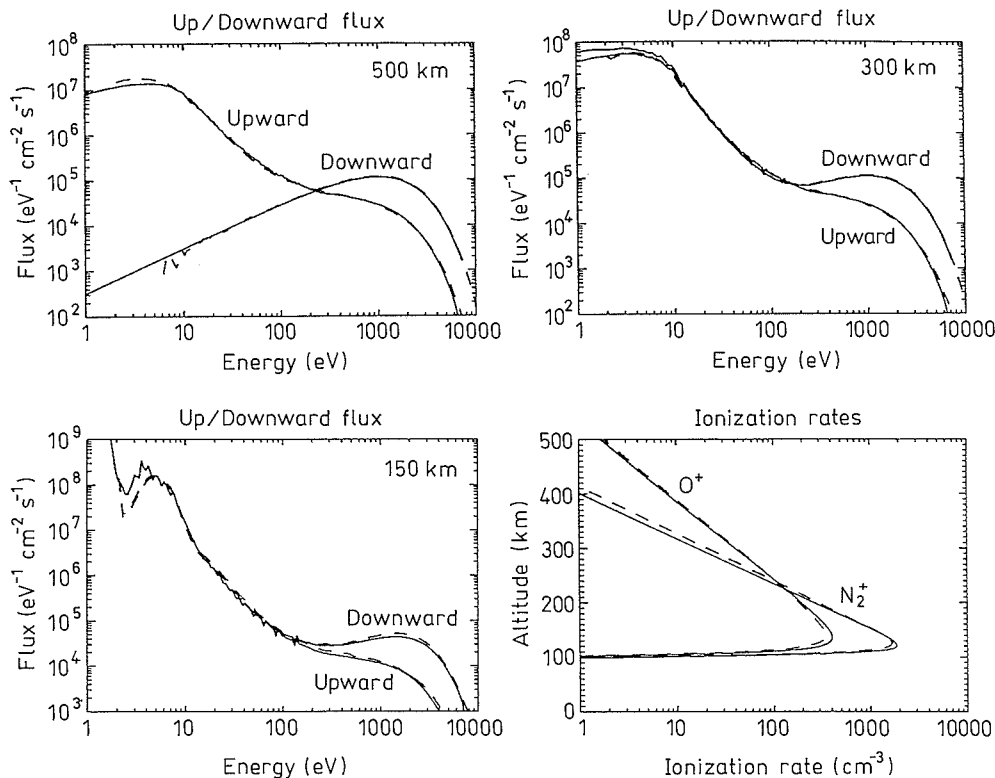 Up/Downward flux
500 km
Upward
Downward
Flux (eV⁻¹ cm⁻² s⁻¹)
10⁸
10⁷
10⁶
10⁵
10⁴
10³
10²
1 10 100 1000 10000
Energy (eV)
Up/Downward flux
300 km
Downward
Upward
Flux (eV⁻¹ cm⁻² s⁻¹)
10⁸
10⁷
10⁶
10⁵
10⁴
10³
10²
1 10 100 1000 10000
Energy (eV)
Up/Downward flux
150 km
Downward
Upward
Flux (eV⁻¹ cm⁻² s⁻¹)
10⁹
10⁸
10⁷
10⁶
10⁵
10⁴
10³
1 10 100 1000 10000
Energy (eV)
Ionization rates
O⁺
N₂⁺
Altitude (km)
500
400
300
200
100
0
1 10 100 1000 10000
Ionization rate (cm⁻³)